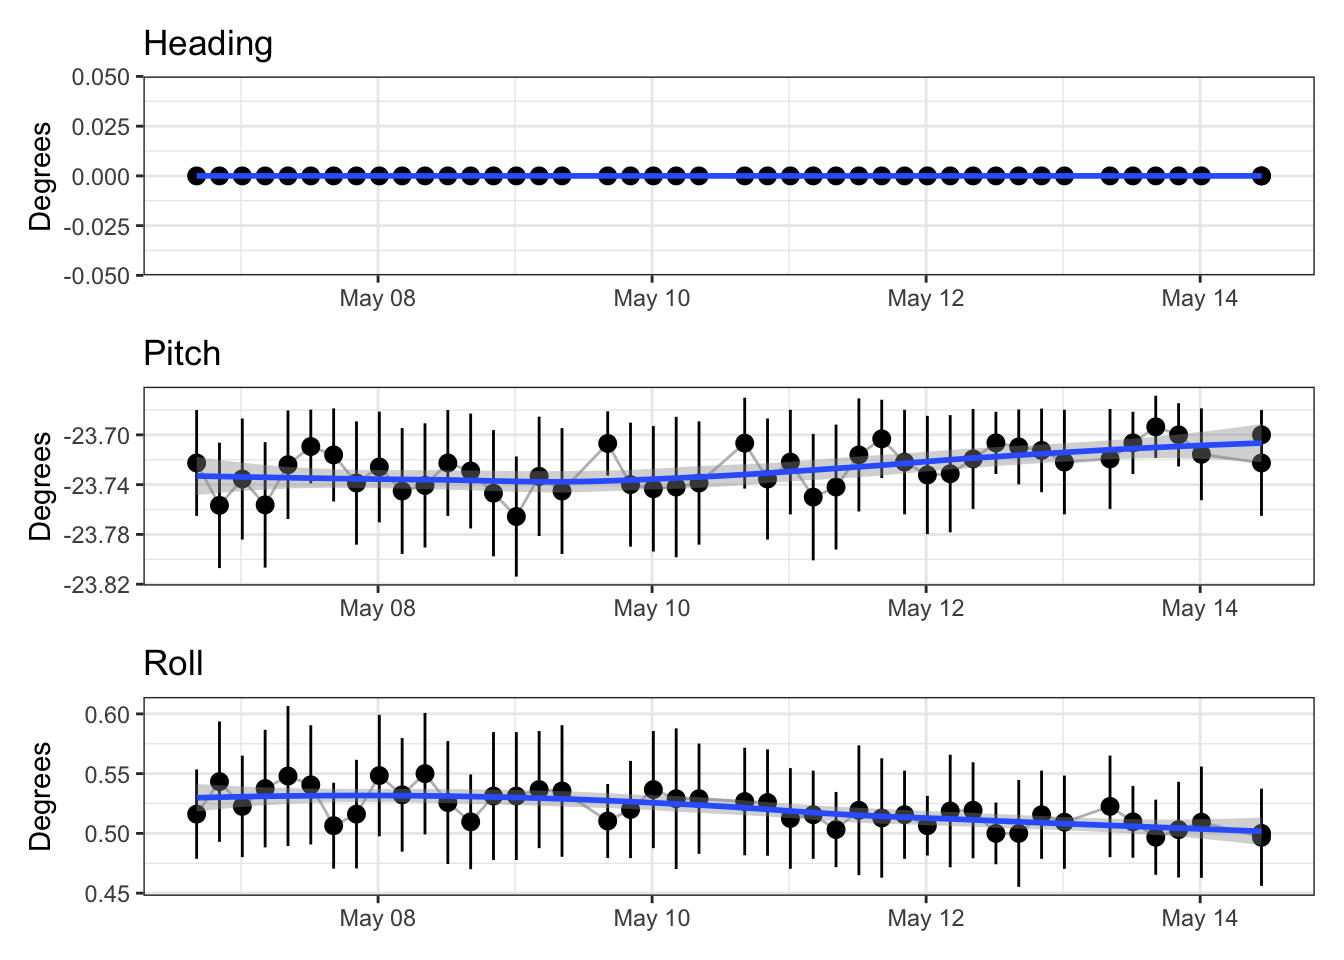 Heading
Degrees
0.050
0.025
0.000
-0.025
-0.050
May 08 May 10 May 12 May 14
Pitch
Degrees
-23.70
-23.74
-23.78
-23.82
May 08 May 10 May 12 May 14
Roll
Degrees
0.60
0.55
0.50
0.45
May 08 May 10 May 12 May 14